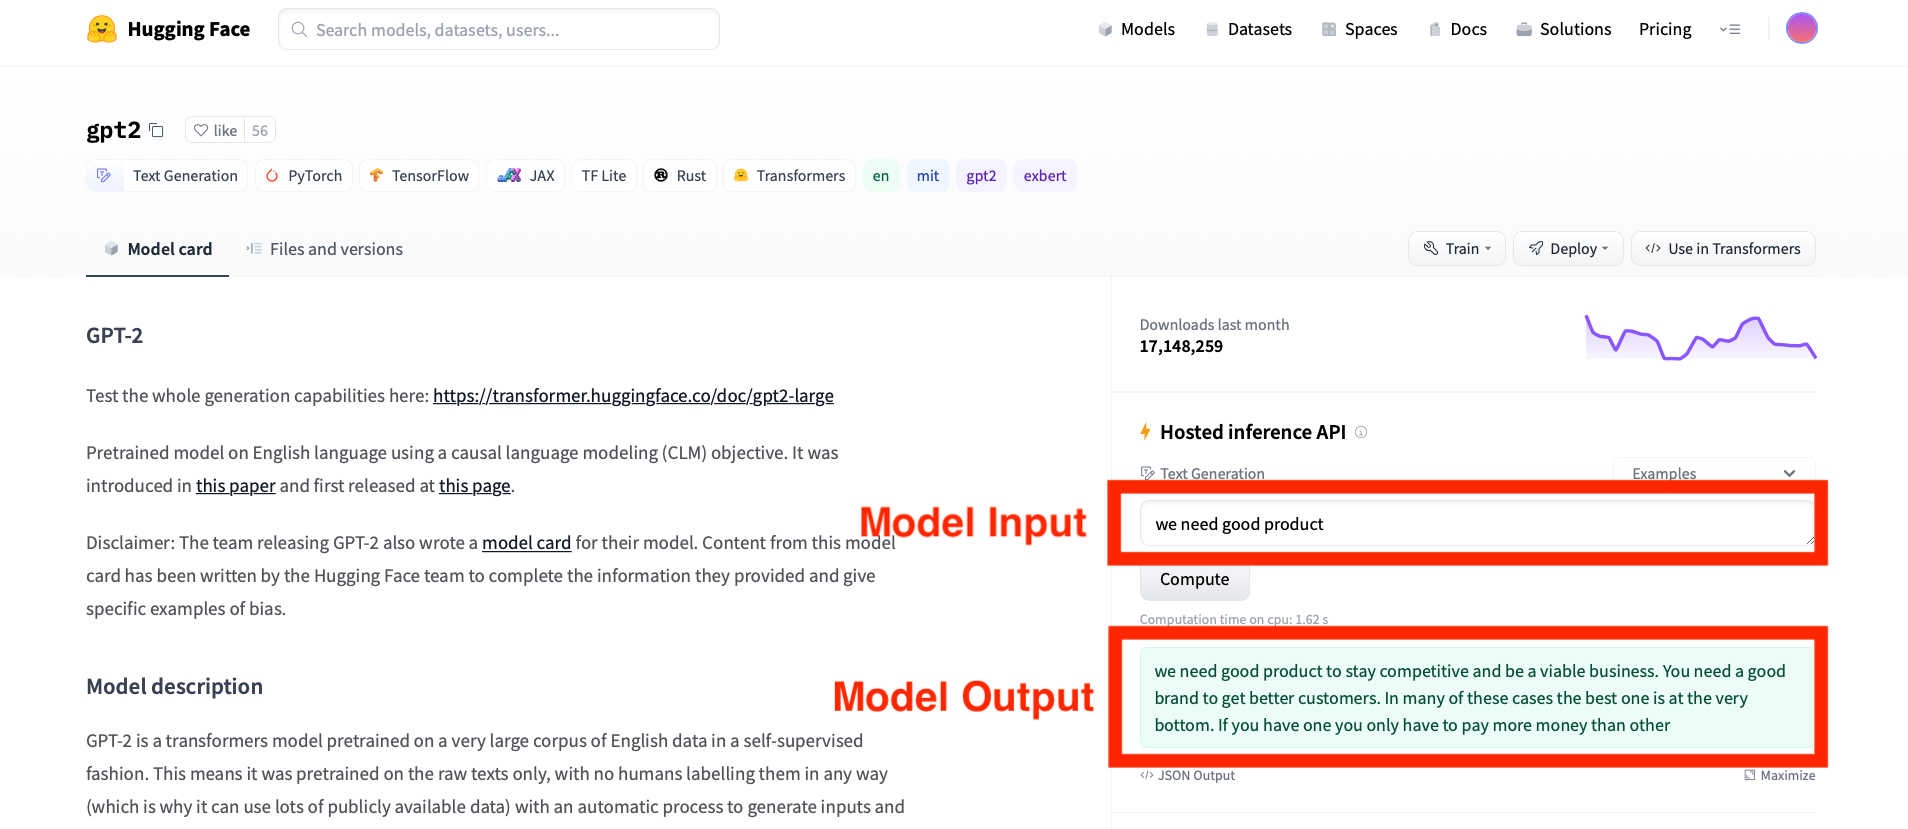 Hugging Face
Search models, datasets, users...
Models
Datasets
Spaces
Docs
Solutions
Pricing
gpt2
like
56
Text Generation
PyTorch
TensorFlow
JAX
TF Lite
Rust
Transformers
en
mit
gpt2
exbert
Model card
Files and versions
Train
Deploy
</> Use in Transformers
GPT-2
Test the whole generation capabilities here: https://transformer.huggingface.co/doc/gpt2-large
Pretrained model on English language using a causal language modeling (CLM) objective. It was
introduced in this paper and first released at this page.
Disclaimer: The team releasing GPT-2 also wrote a model card for their model. Content from this model
card has been written by the Hugging Face team to complete the information they provided and give
specific examples of bias.
Model description
GPT-2 is a transformers model pretrained on a very large corpus of English data in a self-supervised
fashion. This means it was pretrained on the raw texts only, with no humans labelling them in any way
(which is why it can use lots of publicly available data) with an automatic process to generate inputs and
Downloads last month
17,148,259
Hosted inference API
Text Generation
Examples
Model Input
we need good product
Compute
Computation time on cpu: 1.62 s
Model Output
we need good product to stay competitive and be a viable business. You need a good
brand to get better customers. In many of these cases the best one is at the very
bottom. If you have one you only have to pay more money than other
</> JSON Output
Maximize